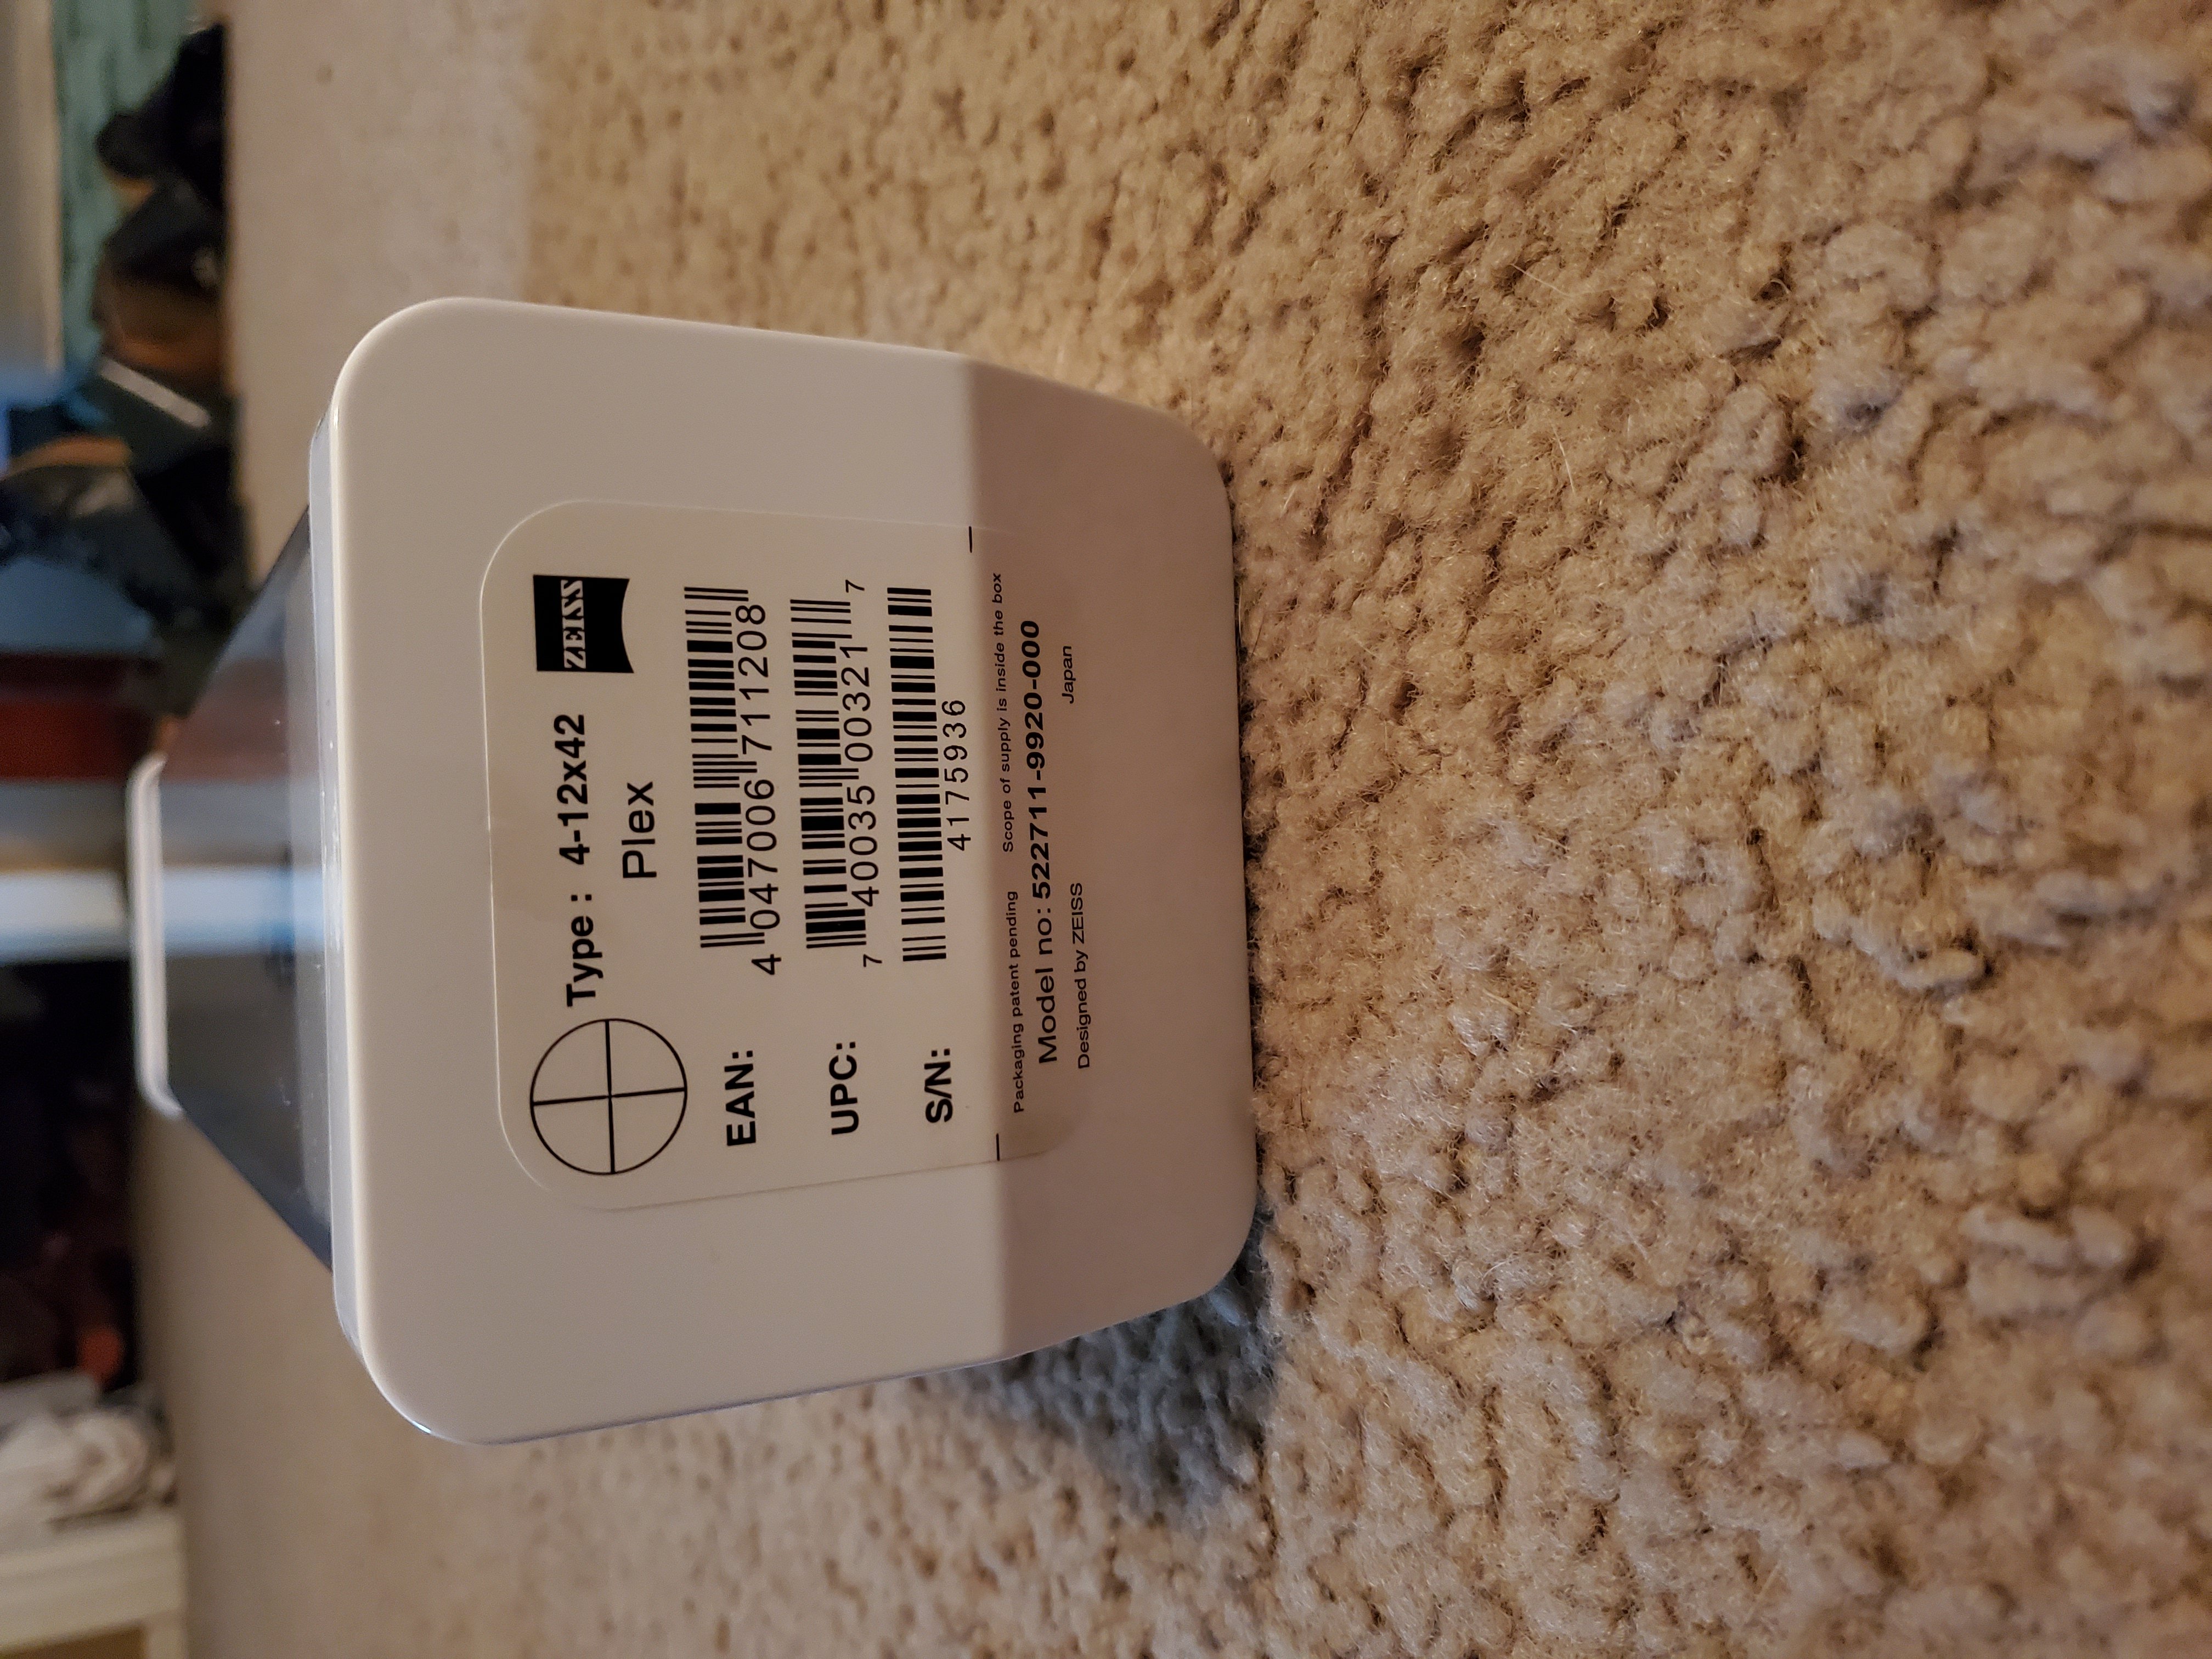 Type : 4-12x42
Plex
ZEISS
EAN:
4 047006 711208
UPC:
7 40035 00321 7
S/N:
4175936
Packaging patent pending Scope of supply is inside the box
Model no: 522711-9920-000
Designed by ZEISS Japan